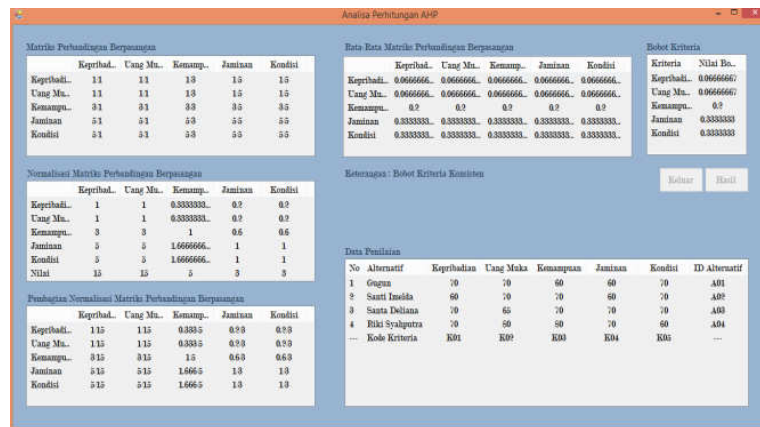 Analisa Perhitungan AHP
Matriks Perbandingan Berpasangan
Kepribad... Uang Mu... Kemamp... Jaminan Kondisi
Kepribadi... 1:1 1:1 1:3 1:5 1:5
Uang Mu... 1:1 1:1 1:3 1:5 1:5
Kemampu... 3:1 3:1 3:3 3:5 3:5
Jaminan 5:1 5:1 5:3 5:5 5:5
Kondisi 5:1 5:1 5:3 5:5 5:5
Normalisasi Matriks Perbandingan Berpasangan
Kepribad... Uang Mu... Kemamp... Jaminan Kondisi
Kepribadi... 1 1 0.3333333... 0.2 0.2
Uang Mu... 1 1 0.3333333... 0.2 0.2
Kemampu... 3 3 1 0.6 0.6
Jaminan 5 5 1.6666666... 1 1
Kondisi 5 5 1.6666666... 1 1
Nilai 15 15 5 3 3
Pembagian Normalisasi Matriks Perbandingan Berpasangan
Kepribad... Uang Mu... Kemamp... Jaminan Kondisi
Kepribadi... 1:15 1:15 0.333:5 0.2:3 0.2:3
Uang Mu... 1:15 1:15 0.333:5 0.2:3 0.2:3
Kemampu... 3:15 3:15 1:5 0.6:3 0.6:3
Jaminan 5:15 5:15 1.666:5 1:3 1:3
Kondisi 5:15 5:15 1.666:5 1:3 1:3
Rata-Rata Matriks Perbandingan Berpasangan
Kepribad... Uang Mu... Kemamp... Jaminan Kondisi
Kepribadi... 0.0666666... 0.0666666... 0.0666666... 0.0666666... 0.0666666...
Uang Mu... 0.0666666... 0.0666666... 0.0666666... 0.0666666... 0.0666666...
Kemampu... 0.2 0.2 0.2 0.2 0.2
Jaminan 0.3333333... 0.3333333... 0.3333333... 0.3333333... 0.3333333...
Kondisi 0.3333333... 0.3333333... 0.3333333... 0.3333333... 0.3333333...
Bobot Kriteria
Kriteria Nilai Bo...
Kepribadi... 0.06666667
Uang Mu... 0.06666667
Kemampu... 0.2
Jaminan 0.3333333
Kondisi 0.3333333
Keterangan : Bobot Kriteria Konsisten
Keluar Hasil
Data Penilaian
No Alternatif Kepribadian Uang Muka Kemampuan Jaminan Kondisi ID Alternatif
1 Gugun 70 70 60 60 70 A01
2 Santi Imelda 60 70 70 60 70 A02
3 Santa Deliana 70 65 70 70 70 A03
4 Riki Syahputra 70 60 60 70 60 A04
... Kode Kriteria K01 K02 K03 K04 K05 ...